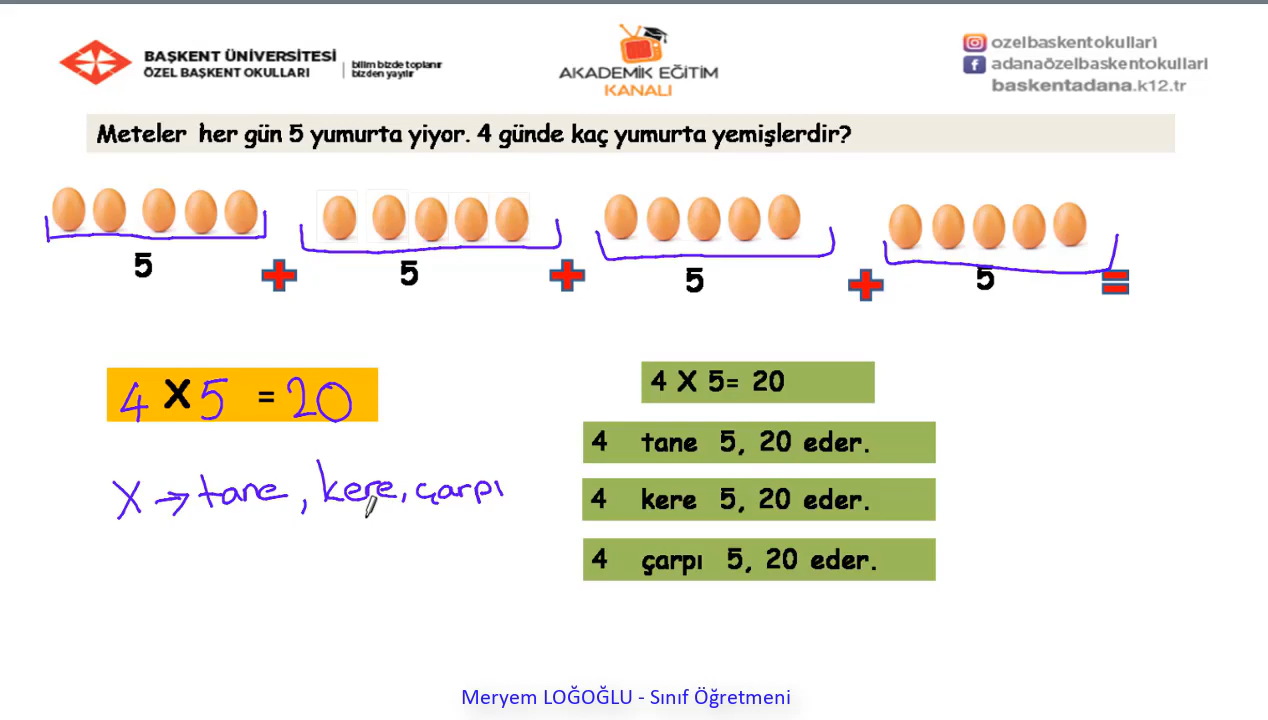 BAŞKENT ÜNİVERSİTESİ
ÖZEL BAŞKENT OKULLARI
bilim bizde toplanır
bizden yayılır
AKADEMİK EĞİTİM
KANALI
ozelbaskentokulları
adanaözelbaskentokullari
baskentadana.k12.tr
Meteler her gün 5 yumurta yiyor. 4 günde kaç yumurta yemişlerdir?
5 + 5 + 5 + 5 =
4 X 5 = 20
X → tane, kere, çarpı
4 X 5= 20
4 tane 5, 20 eder.
4 kere 5, 20 eder.
4 çarpı 5, 20 eder.
Meryem LOĞOĞLU - Sınıf Öğretmeni